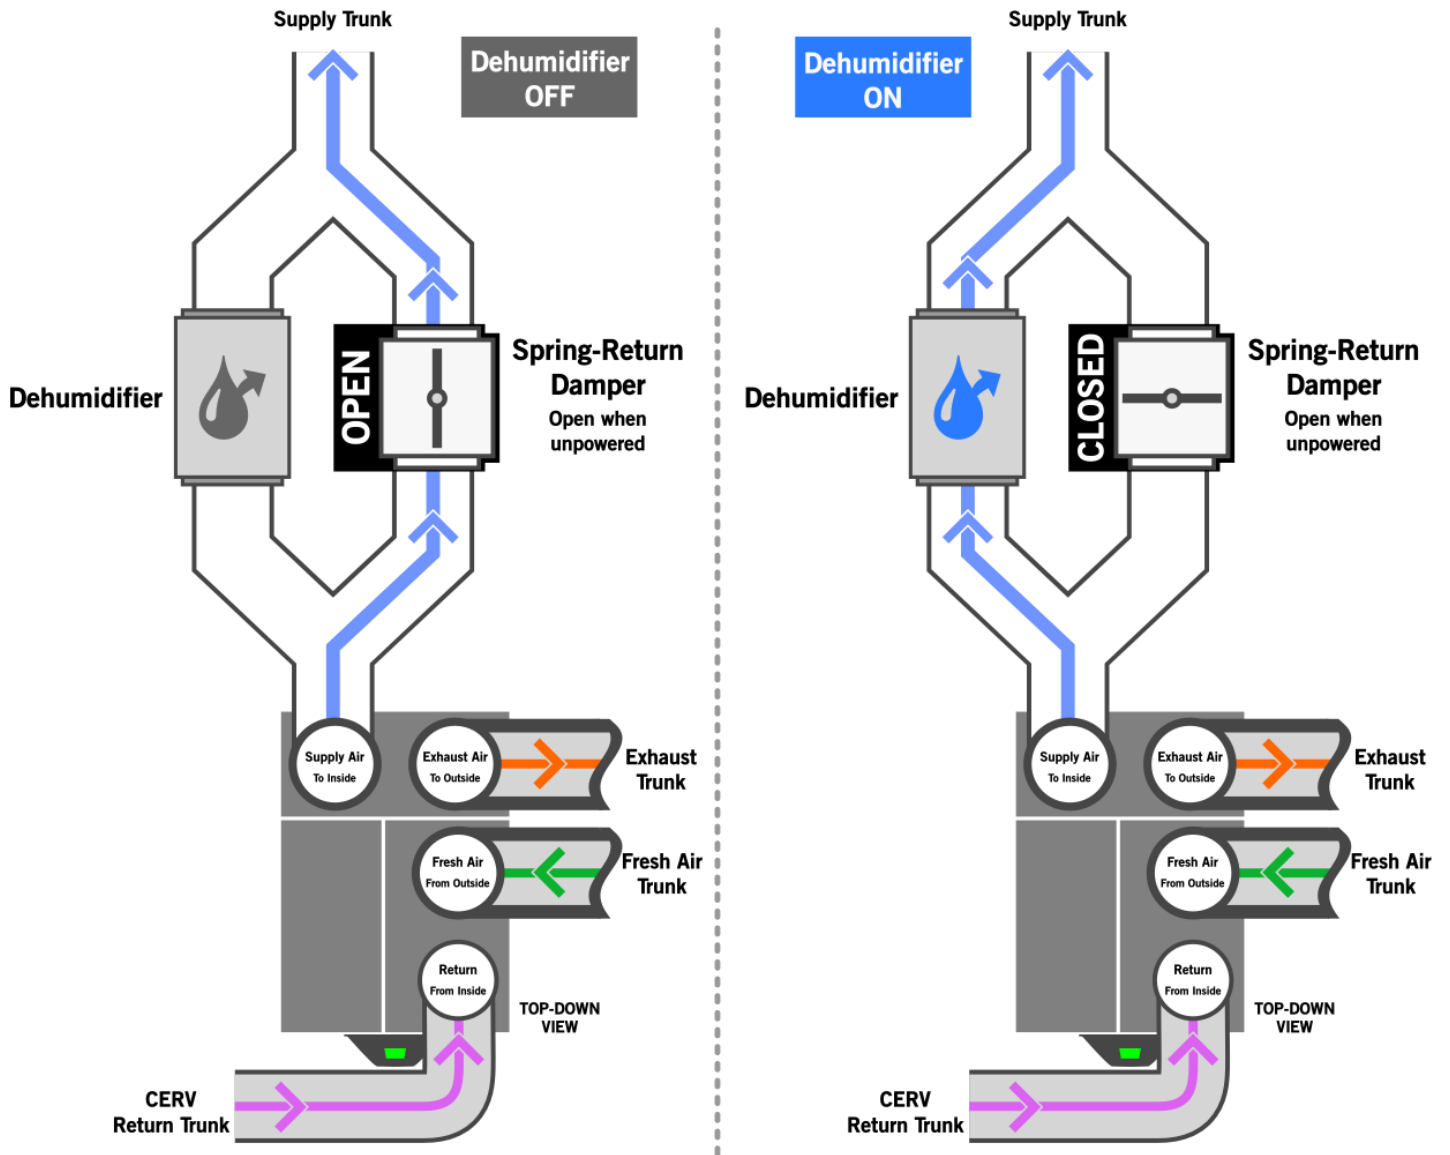 Supply Trunk
Dehumidifier
OFF
Dehumidifier
OPEN
Spring-Return
Damper
Open when
unpowered
Supply Air
To Inside
Exhaust Air
To Outside
Exhaust
Trunk
Fresh Air
From Outside
Fresh Air
Trunk
Return
From Inside
TOP-DOWN
VIEW
CERV
Return Trunk
Supply Trunk
Dehumidifier
ON
Dehumidifier
CLOSED
Spring-Return
Damper
Open when
unpowered
Supply Air
To Inside
Exhaust Air
To Outside
Exhaust
Trunk
Fresh Air
From Outside
Fresh Air
Trunk
Return
From Inside
TOP-DOWN
VIEW
CERV
Return Trunk